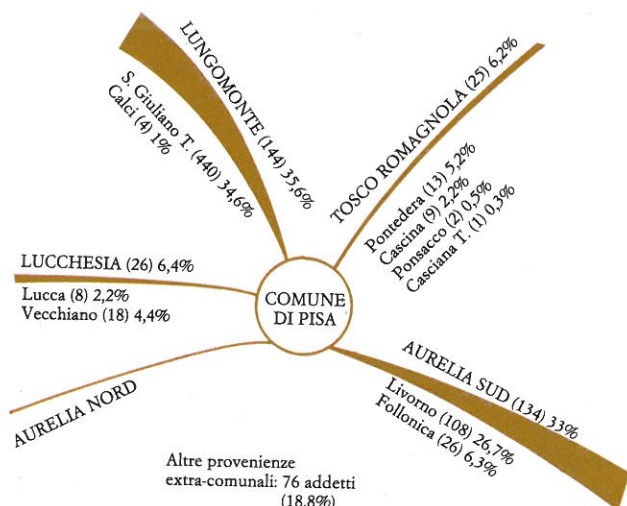 LUNGOMONTE (144) 35,6%
S. Giuliano T. (440) 34,6%
Calci (4) 1%
TOSCO ROMAGNOLA (25) 6,2%
Pontedera (13) 5,2%
Cascina (9) 2,2%
Ponsacco (2) 0,5%
Casciana T. (1) 0,3%
LUCCHESIA (26) 6,4%
Lucca (8) 2,2%
Vecchiano (18) 4,4%
COMUNE
DI PISA
AURELIA NORD
AURELIA SUD (134) 33%
Livorno (108) 26,7%
Follonica (26) 6,3%
Altre provenienze
extra-comunali: 76 addetti
(18,8%)